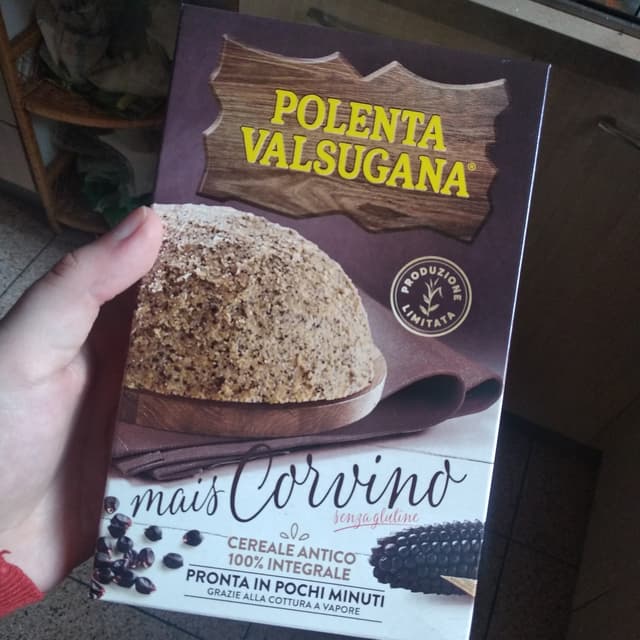 POLENTA
VALSUGANA®
PRODUZIONE
LIMITATA
mais Corvino
senza glutine
CEREALE ANTICO
100% INTEGRALE
PRONTA IN POCHI MINUTI
GRAZIE ALLA COTTURA A VAPORE